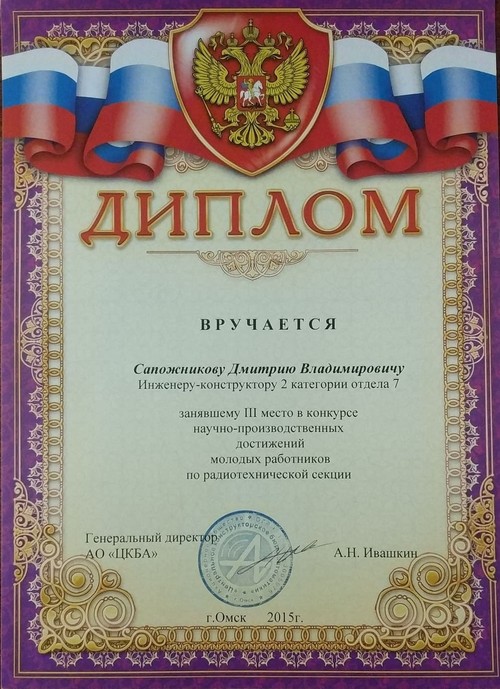 ДИПЛОМ
ВРУЧАЕТСЯ
Сапожникову Дмитрию Владимировичу
Инженеру-конструктору 2 категории отдела 7
занявшему III место в конкурсе
научно-производственных
достижений
молодых работников
по радиотехнической секции
Генеральный директор
АО «ЦКБА»
А.Н. Ивашкин
г.Омск 2015г.